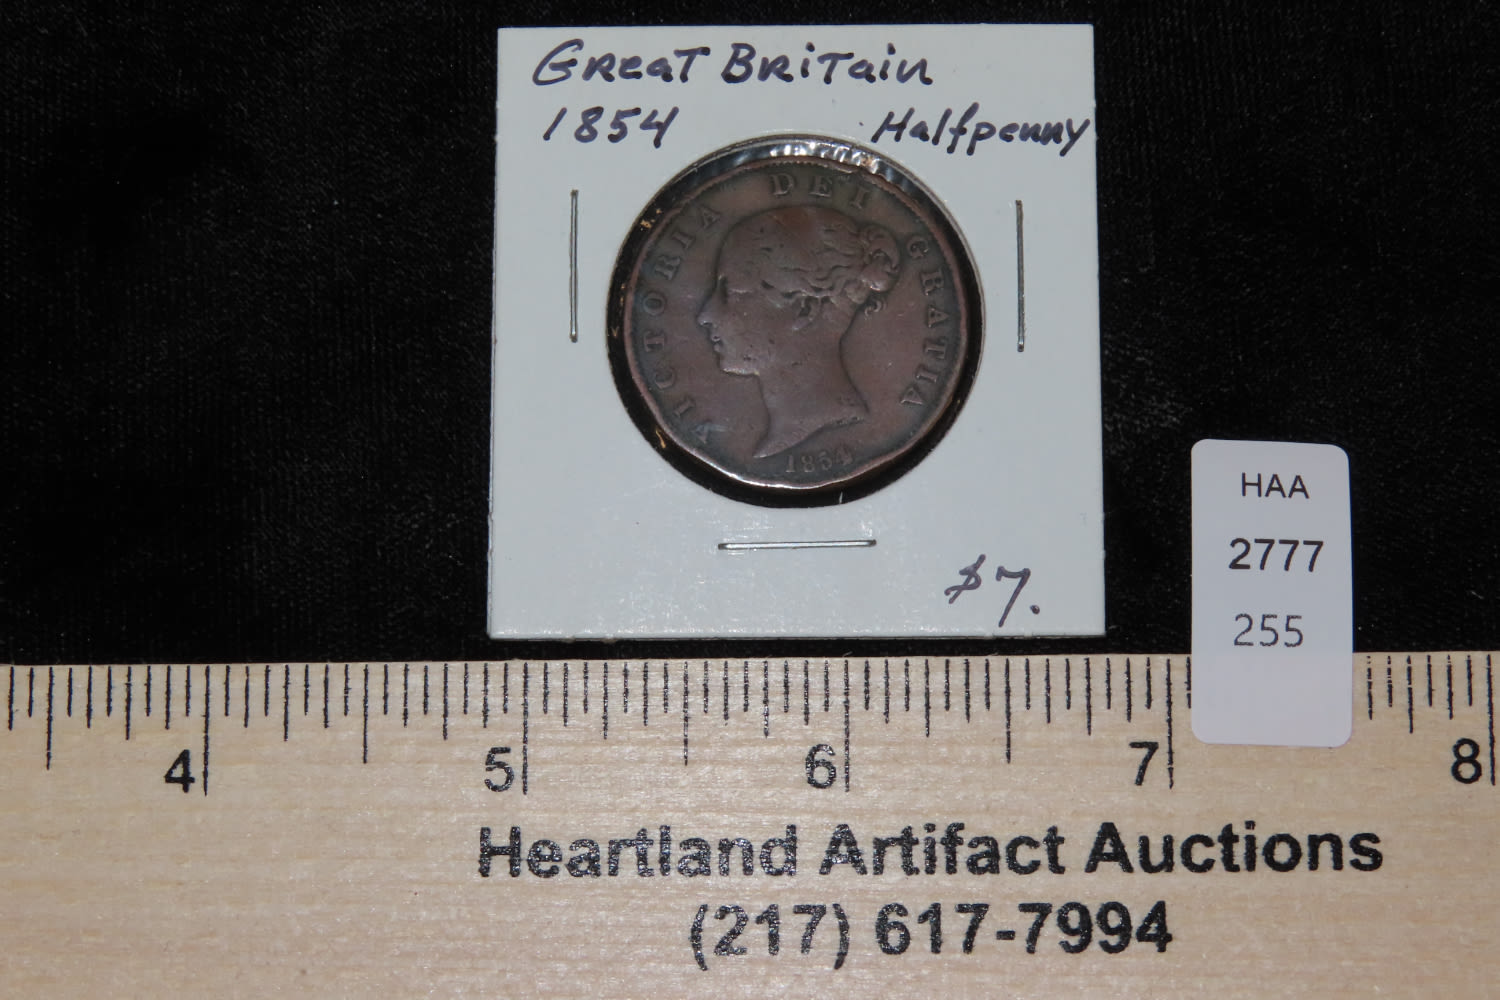 Great Britain
1854 Halfpenny
VICTORIA DEI GRATIA
1854
$7.
HAA
2777
255
4 5 6 7 8
Heartland Artifact Auctions
(217) 617-7994